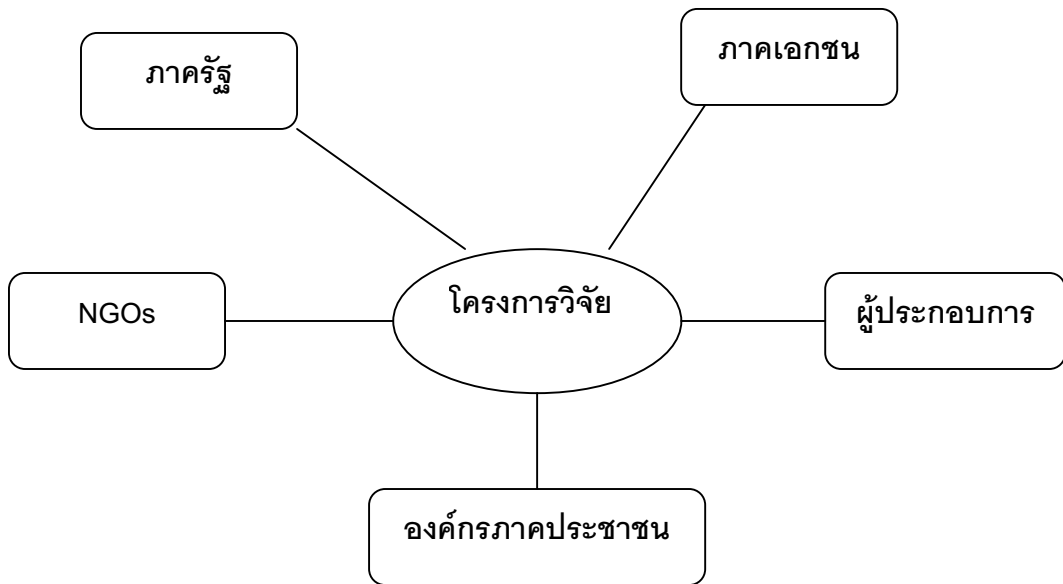 ภาครัฐ
ภาคเอกชน
โครงการวิจัย
NGOs
ผู้ประกอบการ
องค์กรภาคประชาชน